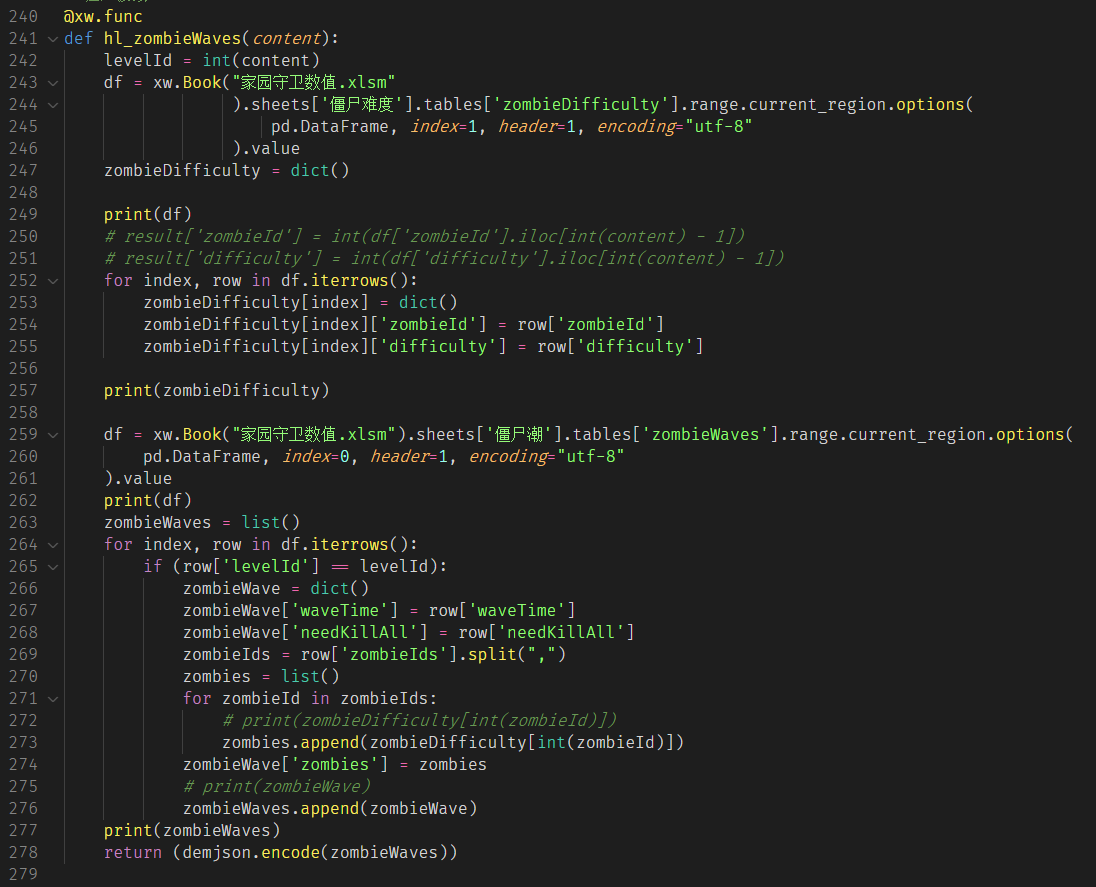 240 @xw.func
241 def hl_zombieWaves(content):
242     levelId = int(content)
243     df = xw.Book("家园守卫数值.xlsm"
244                  ).sheets['僵尸难度'].tables['zombieDifficulty'].range.current_region.options(
245                      pd.DataFrame, index=1, header=1, encoding="utf-8"
246                  ).value
247     zombieDifficulty = dict()
248
249     print(df)
250     # result['zombieId'] = int(df['zombieId'].iloc[int(content) - 1])
251     # result['difficulty'] = int(df['difficulty'].iloc[int(content) - 1])
252     for index, row in df.iterrows():
253         zombieDifficulty[index] = dict()
254         zombieDifficulty[index]['zombieId'] = row['zombieId']
255         zombieDifficulty[index]['difficulty'] = row['difficulty']
256
257     print(zombieDifficulty)
258
259     df = xw.Book("家园守卫数值.xlsm").sheets['僵尸潮'].tables['zombieWaves'].range.current_region.options(
260         pd.DataFrame, index=0, header=1, encoding="utf-8"
261     ).value
262     print(df)
263     zombieWaves = list()
264     for index, row in df.iterrows():
265         if (row['levelId'] == levelId):
266             zombieWave = dict()
267             zombieWave['waveTime'] = row['waveTime']
268             zombieWave['needKillAll'] = row['needKillAll']
269             zombieIds = row['zombieIds'].split(",")
270             zombies = list()
271             for zombieId in zombieIds:
272                 # print(zombieDifficulty[int(zombieId)])
273                 zombies.append(zombieDifficulty[int(zombieId)])
274             zombieWave['zombies'] = zombies
275             # print(zombieWave)
276             zombieWaves.append(zombieWave)
277     print(zombieWaves)
278     return (demjson.encode(zombieWaves))
279